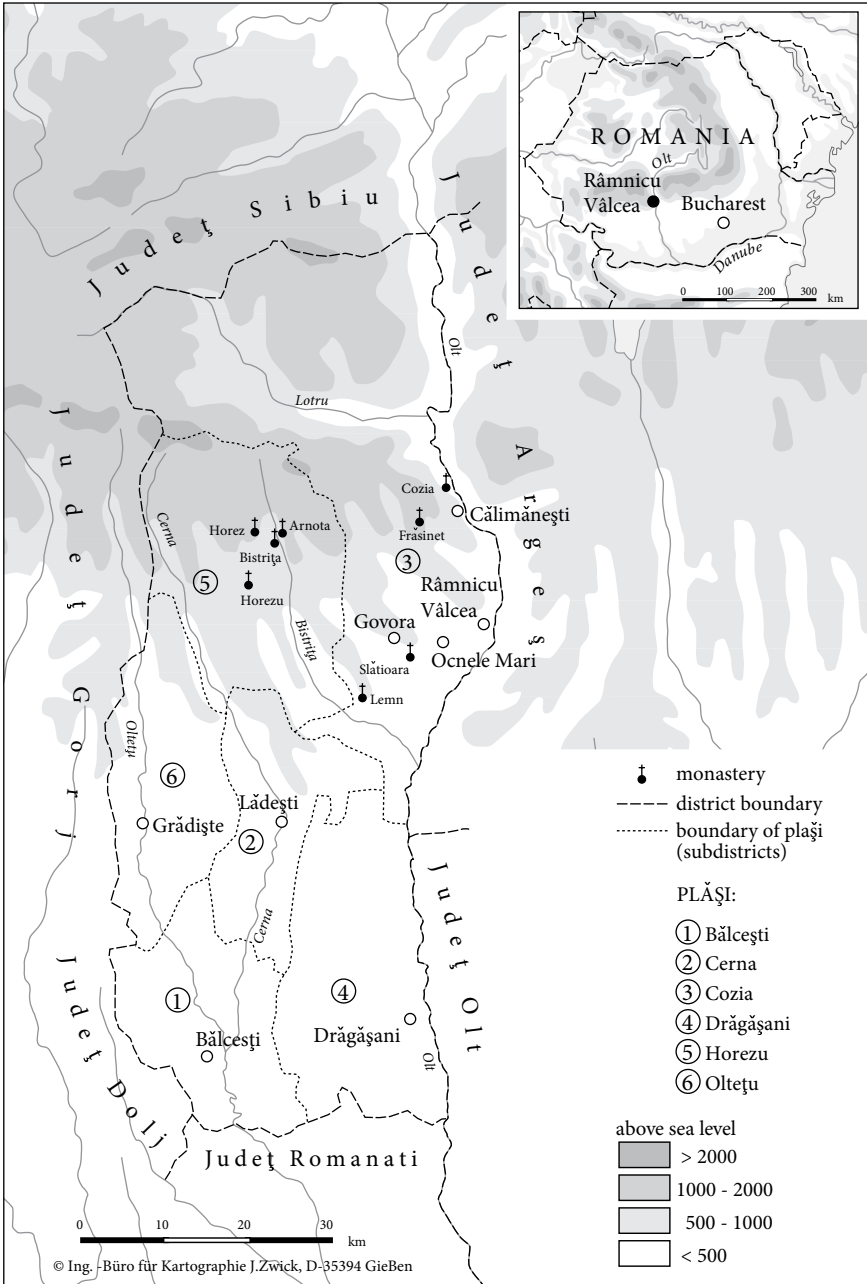 ROMANIA
Olt
Râmnicu
Vâlcea
Bucharest
Danube
0 100 200 300
km
Judeţ Sibiu
Judeţ Argeş
Olt
Lotru
Judeţ Gorj
Cerna
Cozia
Călimăneşti
Horez
Arnota
Frăsinet
Bistriţa
3
5
Horezu
Râmnicu
Vâlcea
Govora
Bistriţa
Slătioara
Ocnele Mari
Lemn
Olteţu
6
Lădeşti
Grădişte
2
monastery
district boundary
boundary of plaşi
(subdistricts)
PLĂŞI:
1 Bălceşti
2 Cerna
3 Cozia
4 Drăgăşani
5 Horezu
6 Olteţu
Cerna
Judeţ Olt
Judeţ Dolj
1
4
Drăgăşani
Bălcesţi
Olt
Judeţ Romanati
above sea level
> 2000
1000 - 2000
500 - 1000
< 500
0 10 20 30
km
© Ing. -Büro für Kartographie J.Zwick, D-35394 GieBen